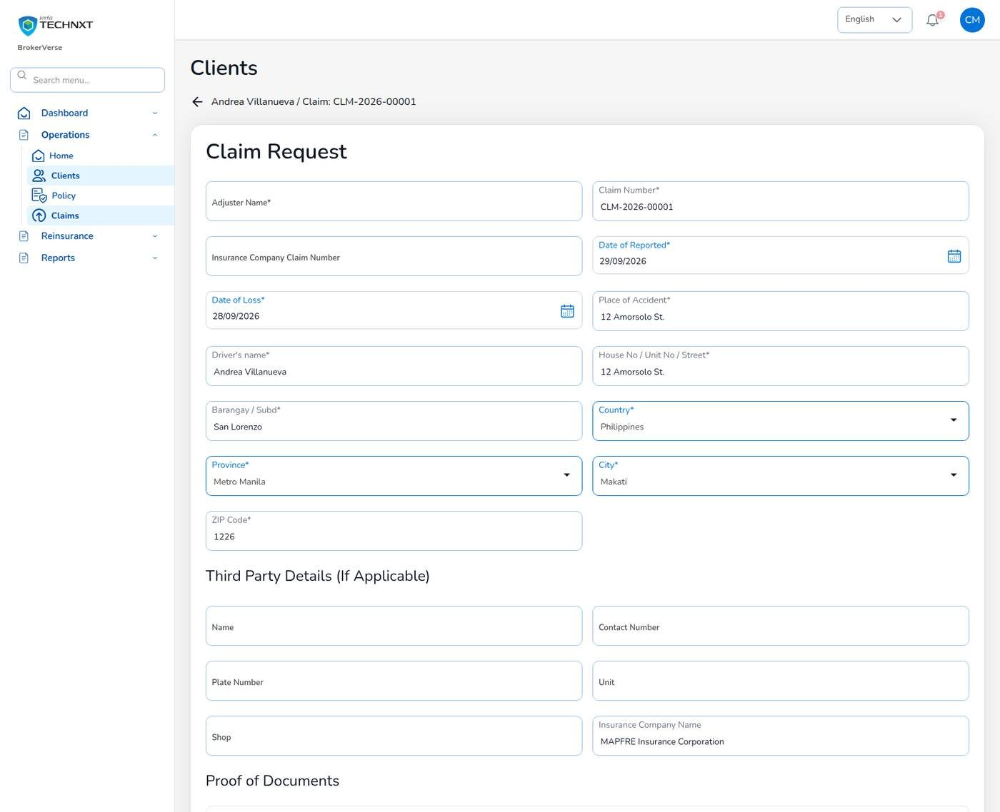 iorta
TECHNXT
BrokerVerse
Search menu...
Dashboard
Operations
Home
Clients
Policy
Claims
Reinsurance
Reports
English
1
CM
Clients
Andrea Villanueva / Claim: CLM-2026-00001
Claim Request
Adjuster Name*
Claim Number*
CLM-2026-00001
Insurance Company Claim Number
Date of Reported*
29/09/2026
Date of Loss*
28/09/2026
Place of Accident*
12 Amorsolo St.
Driver's name*
Andrea Villanueva
House No / Unit No / Street*
12 Amorsolo St.
Barangay / Subd*
San Lorenzo
Country*
Philippines
Province*
Metro Manila
City*
Makati
ZIP Code*
1226
Third Party Details (If Applicable)
Name
Contact Number
Plate Number
Unit
Shop
Insurance Company Name
MAPFRE Insurance Corporation
Proof of Documents